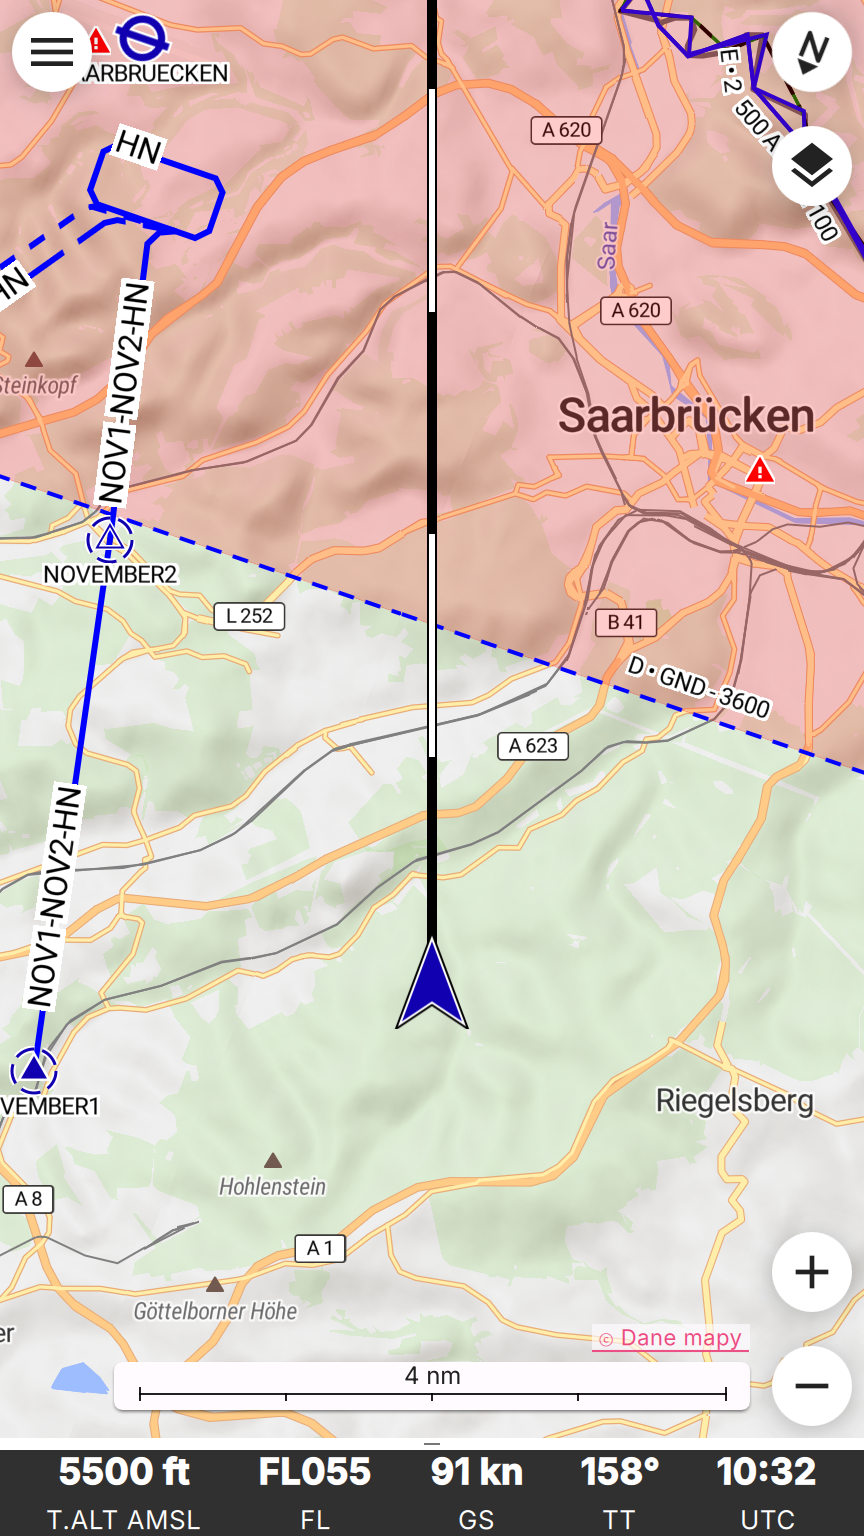 ARBRUECKEN
HN
E•2
500 A
100
A 620
HN
Saar
A 620
NOV1-NOV2-HN
Steinkopf
Saarbrücken
NOVEMBER2
L 252
B 41
D•GND-3600
A 623
NOV1-NOV2-HN
VEMBER1
Riegelsberg
Hohlenstein
A 8
A 1
Göttelborner Höhe
er
© Dane mapy
4 nm
5500 ft FL055 91 kn 158° 10:32
T.ALT AMSL FL GS TT UTC